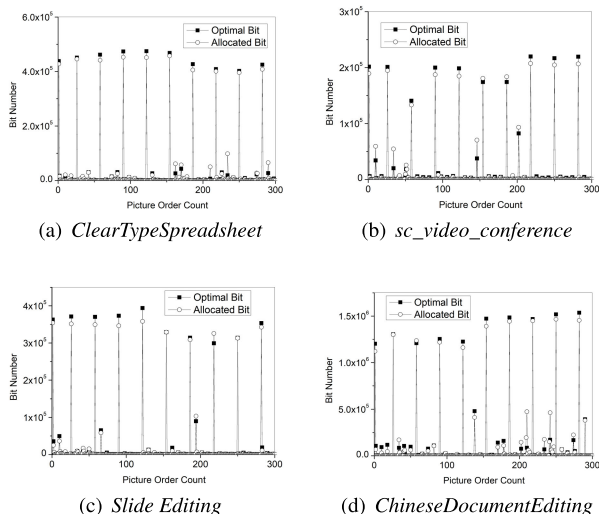 6.0x10⁵
4.0x10⁵
2.0x10⁵
0.0
Bit Number
Optimal Bit
Allocated Bit
0 100 200 300
Picture Order Count
(a) ClearTypeSpreadsheet
3x10⁵
2x10⁵
1x10⁵
0
Bit Number
Optimal Bit
Allocated Bit
0 100 200 300
Picture Order Count
(b) sc_video_conference
4x10⁵
3x10⁵
2x10⁵
1x10⁵
0
Bit Number
Optimal Bit
Allocated Bit
0 100 200 300
Picture Order Count
(c) Slide Editing
1.5x10⁶
1.0x10⁶
5.0x10⁵
0.0
Bit Number
Optimal Bit
Allocated Bit
0 100 200 300
Picture Order Count
(d) ChineseDocumentEditing